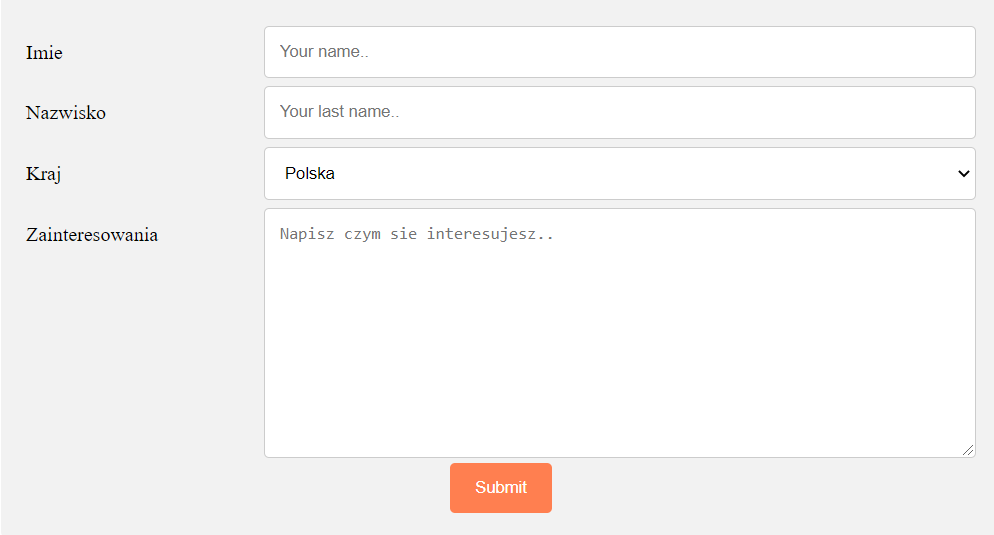 Imie
Your name..
Nazwisko
Your last name..
Kraj
Polska
Zainteresowania
Napisz czym sie interesujesz..
Submit